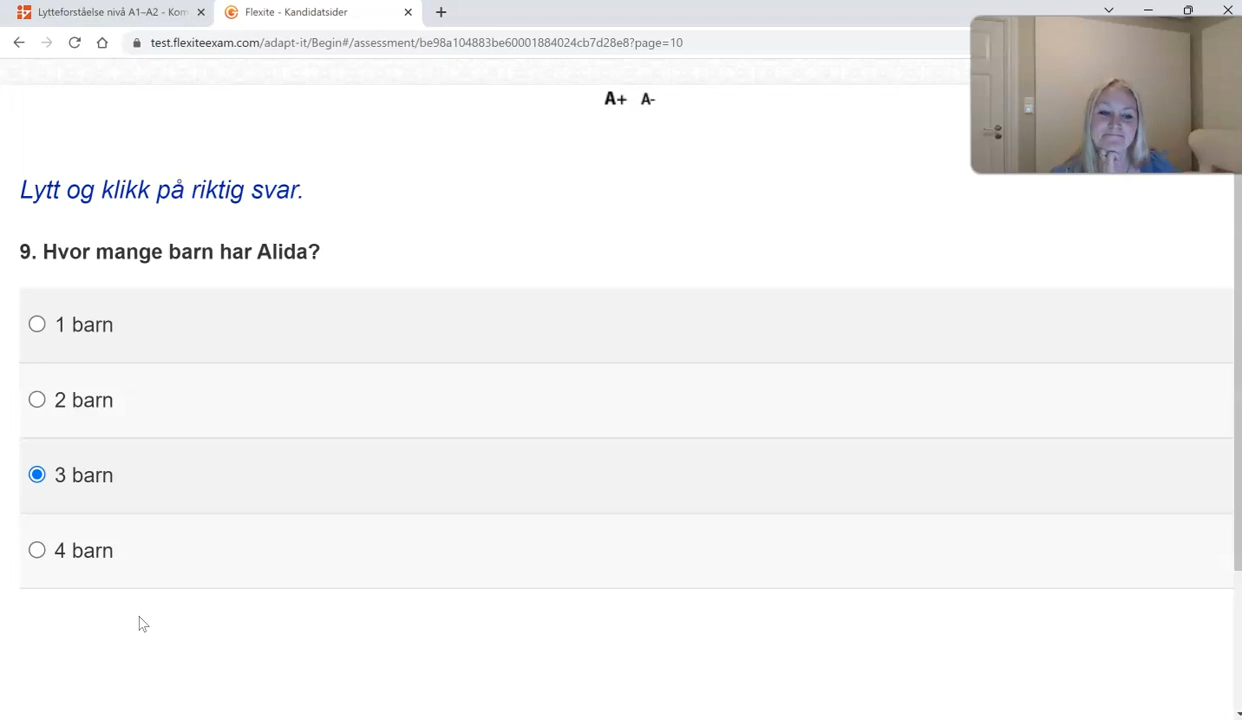 Lytteforståelse nivå A1–A2 - Kom
Flexite - Kandidatsider
test.flexiteexam.com/adapt-it/Begin#/assessment/be98a104883be60001884024cb7d28e8?page=10
A+ A-
Lytt og klikk på riktig svar.
9. Hvor mange barn har Alida?
1 barn
2 barn
3 barn
4 barn